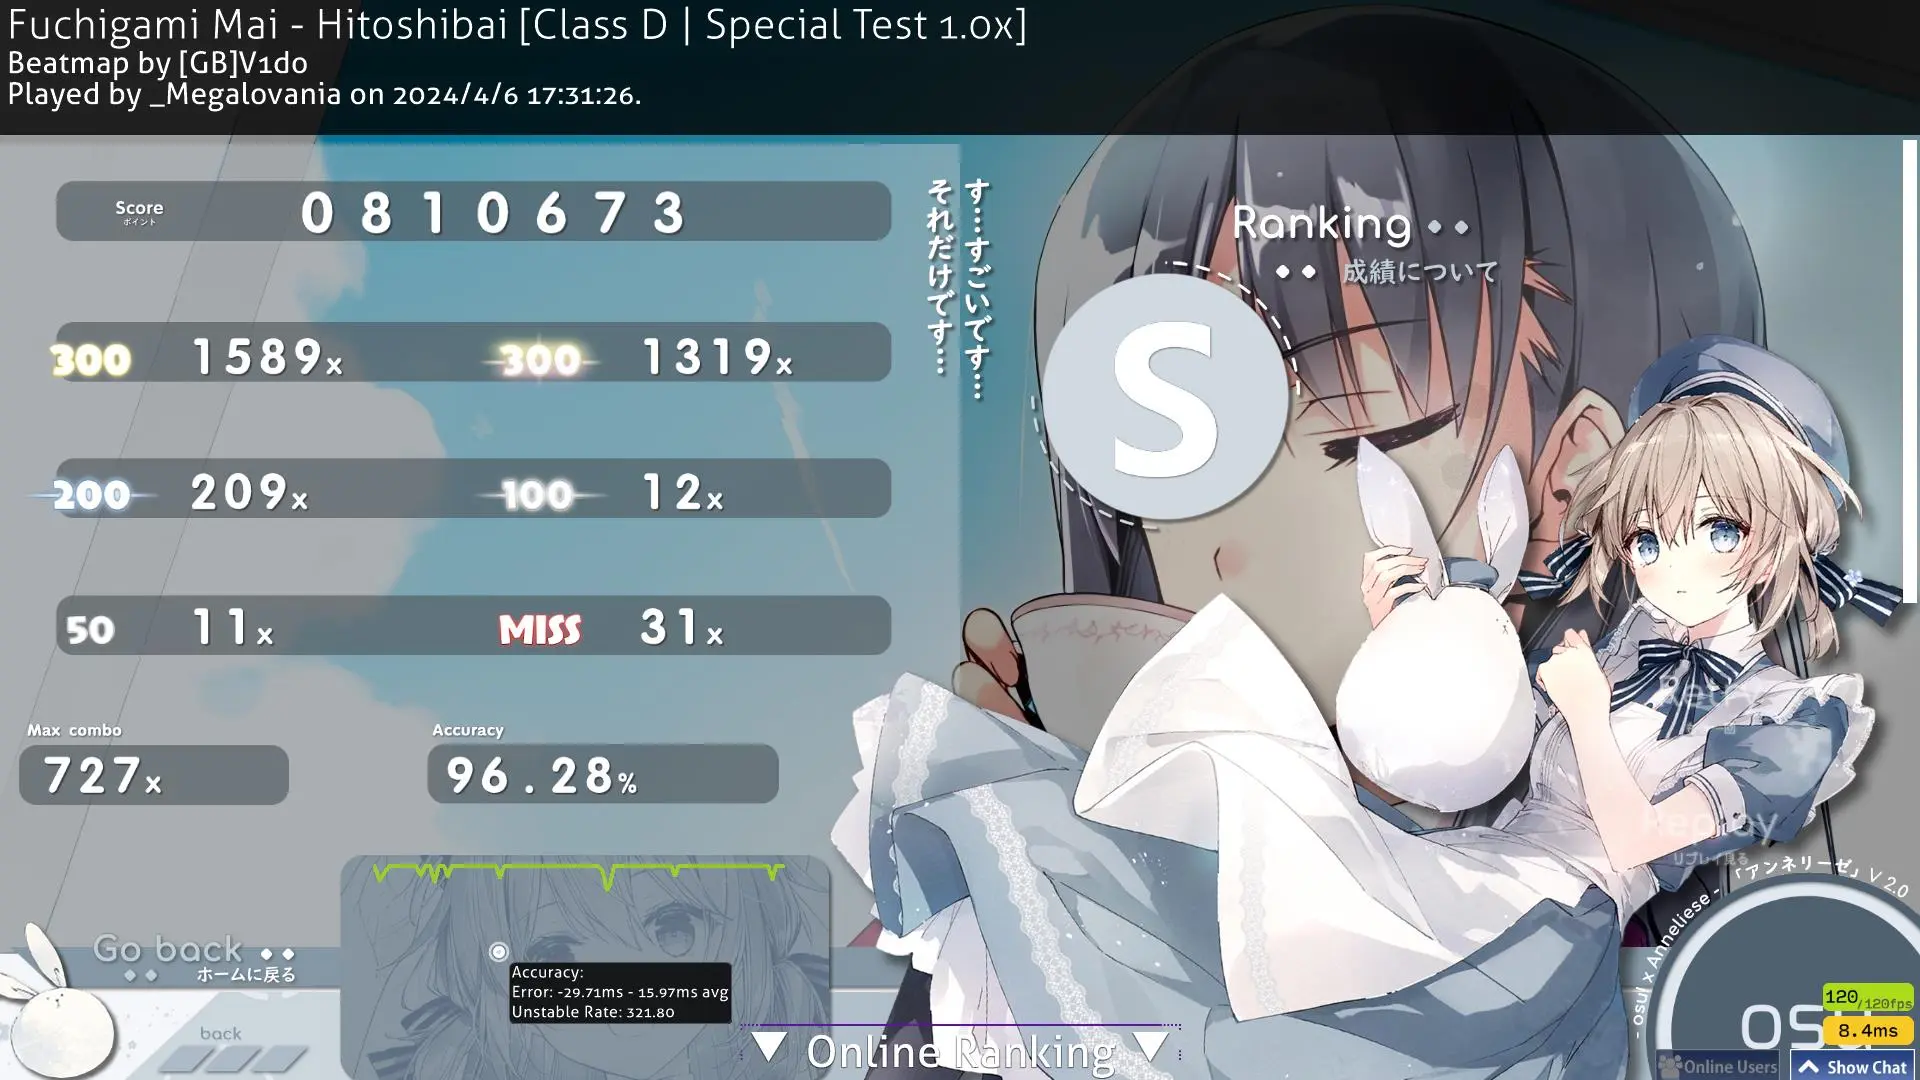 Fuchigami Mai - Hitoshibai [Class D | Special Test 1.0x]
Beatmap by [GB]V1do
Played by _Megalovania on 2024/4/6 17:31:26.
Score
ポイント
0810673
す…すごいです…
それだけです…
Ranking
成績について
S
300 1589x 300 1319x
200 209x 100 12x
50 11x MISS 31x
Max combo
727x
Accuracy
96.28%
Replay
リプレイ見る
- osu! x Anneliese - 「アンネリーゼ」 V 2.0
Go back
ホームに戻る
back
Accuracy:
Error: -29.71ms - 15.97ms avg
Unstable Rate: 321.80
Online Ranking
120/120fps
8.4ms
Online Users
Show Chat